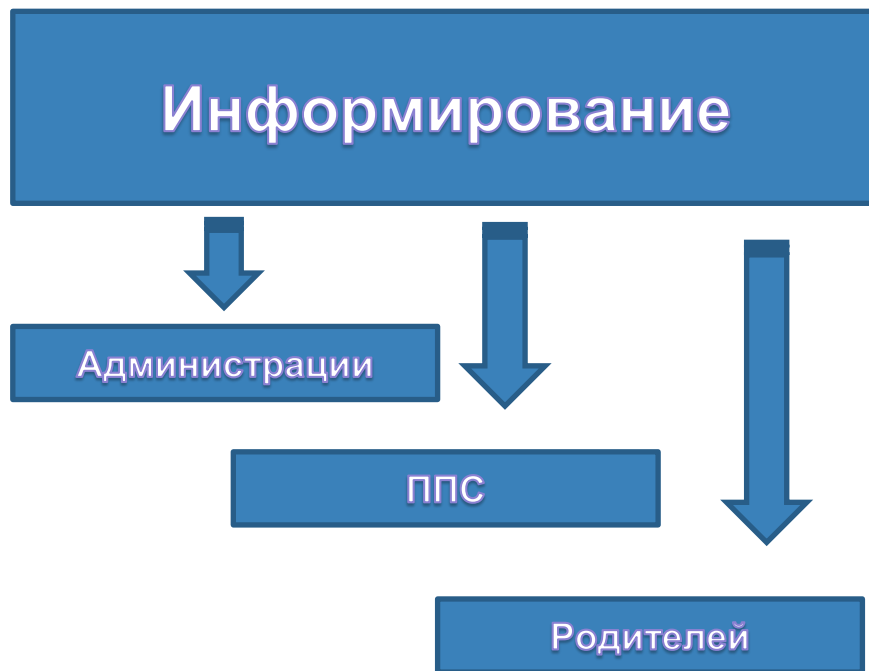 Информирование
Администрации
ППС
Родителей